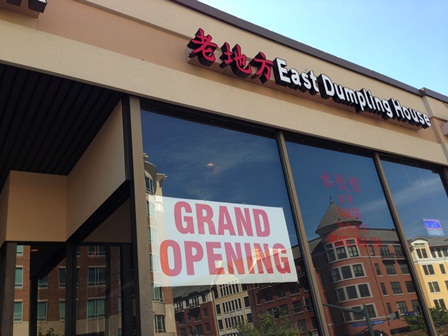 老地方 East Dumpling House
GRAND
OPENING